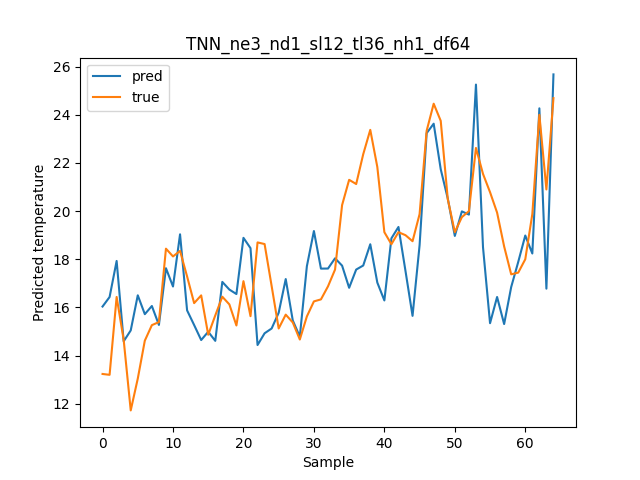 TNN_ne3_nd1_sl12_tl36_nh1_df64
pred
true
Predicted temperature
26
24
22
20
18
16
14
12
0 10 20 30 40 50 60
Sample